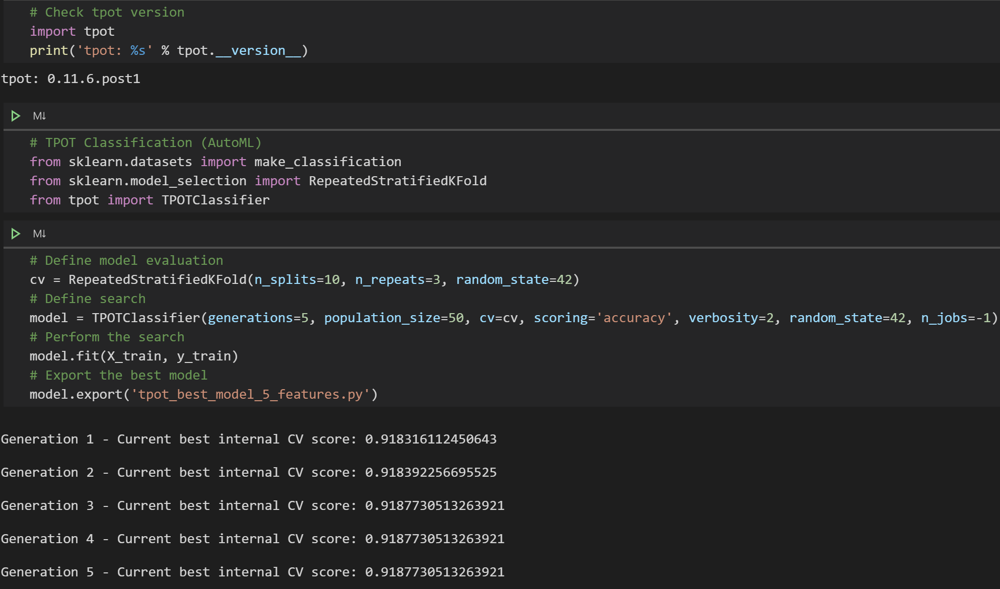 # Check tpot version
import tpot
print('tpot: %s' % tpot.__version__)
tpot: 0.11.6.post1
M↓
# TPOT Classification (AutoML)
from sklearn.datasets import make_classification
from sklearn.model_selection import RepeatedStratifiedKFold
from tpot import TPOTClassifier
M↓
# Define model evaluation
cv = RepeatedStratifiedKFold(n_splits=10, n_repeats=3, random_state=42)
# Define search
model = TPOTClassifier(generations=5, population_size=50, cv=cv, scoring='accuracy', verbosity=2, random_state=42, n_jobs=-1)
# Perform the search
model.fit(X_train, y_train)
# Export the best model
model.export('tpot_best_model_5_features.py')
Generation 1 - Current best internal CV score: 0.918316112450643
Generation 2 - Current best internal CV score: 0.918392256695525
Generation 3 - Current best internal CV score: 0.9187730513263921
Generation 4 - Current best internal CV score: 0.9187730513263921
Generation 5 - Current best internal CV score: 0.9187730513263921